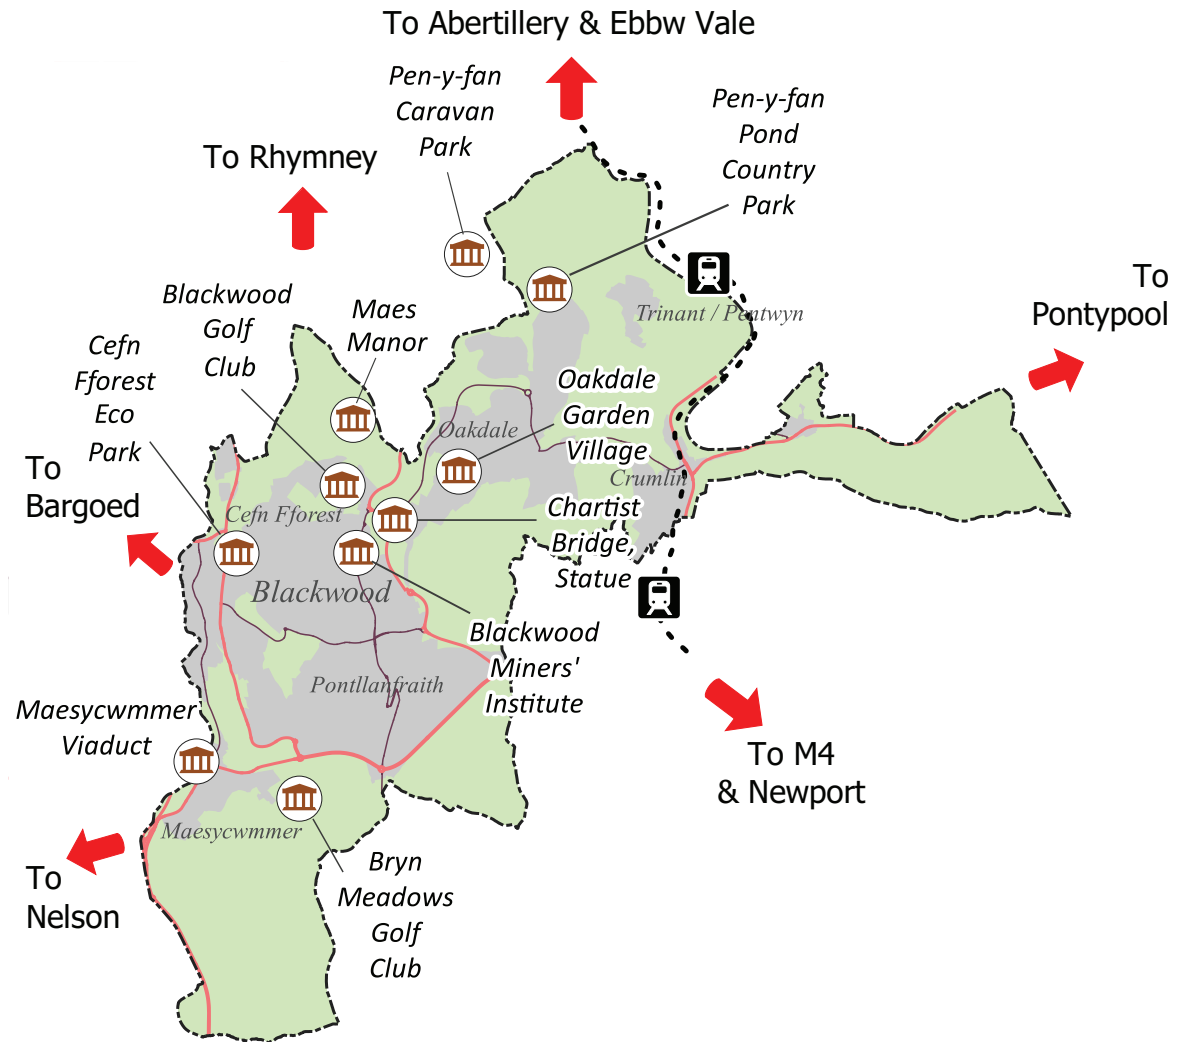 To Abertillery & Ebbw Vale
Pen-y-fan
Caravan
Park
Pen-y-fan
Pond
Country
Park
To Rhymney
To
Pontypool
Blackwood
Golf
Club
Maes
Manor
Trinant / Pentwyn
Cefn
Fforest
Eco
Park
Oakdale
Garden
Village
Oakdale
To
Bargoed
Crumlin
Cefn Fforest
Chartist
Bridge,
Statue
Blackwood
Blackwood
Miners'
Institute
Pontllanfraith
Maesycwmmer
Viaduct
To M4
& Newport
Maesycwmmer
To
Nelson
Bryn
Meadows
Golf
Club